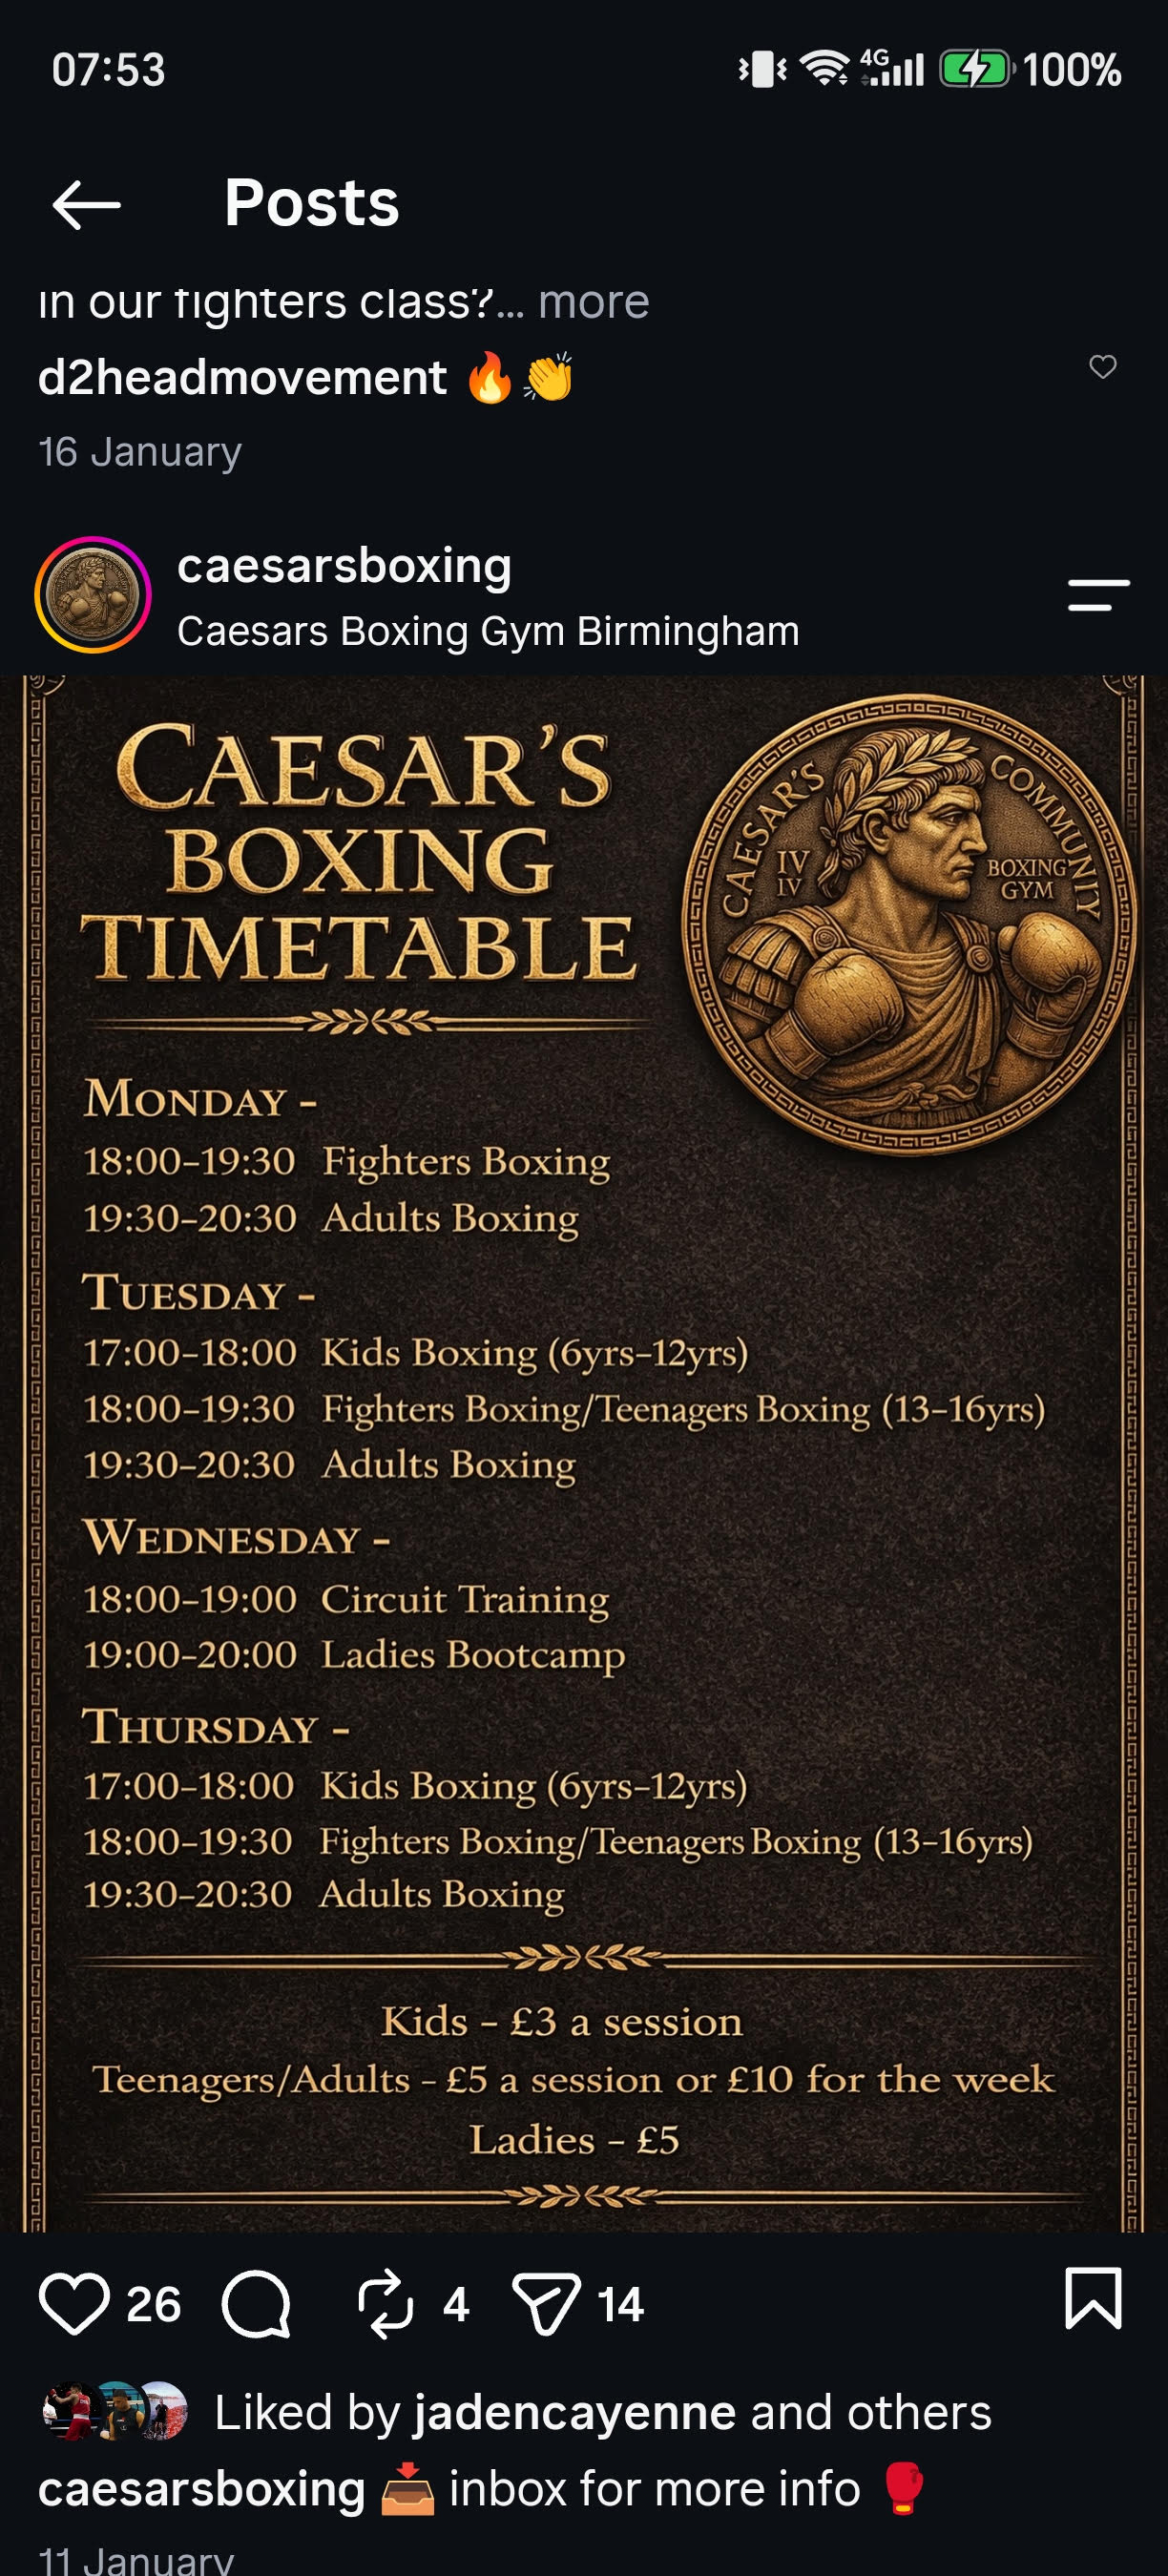 07:53
4G
100%
Posts
in our fighters class?... more
d2headmovement 🔥👏
16 January
caesarsboxing
Caesars Boxing Gym Birmingham
CAESAR'S
BOXING
TIMETABLE
CAESAR'S COMMUNITY
IV
IV
BOXING
GYM
MONDAY –
18:00–19:30 Fighters Boxing
19:30–20:30 Adults Boxing
TUESDAY –
17:00–18:00 Kids Boxing (6yrs–12yrs)
18:00–19:30 Fighters Boxing/Teenagers Boxing (13–16yrs)
19:30–20:30 Adults Boxing
WEDNESDAY –
18:00–19:00 Circuit Training
19:00–20:00 Ladies Bootcamp
THURSDAY –
17:00–18:00 Kids Boxing (6yrs–12yrs)
18:00–19:30 Fighters Boxing/Teenagers Boxing (13–16yrs)
19:30–20:30 Adults Boxing
Kids – £3 a session
Teenagers/Adults – £5 a session or £10 for the week
Ladies – £5
26 4 14
Liked by jadencayenne and others
caesarsboxing 📥 inbox for more info 🥊
11 January